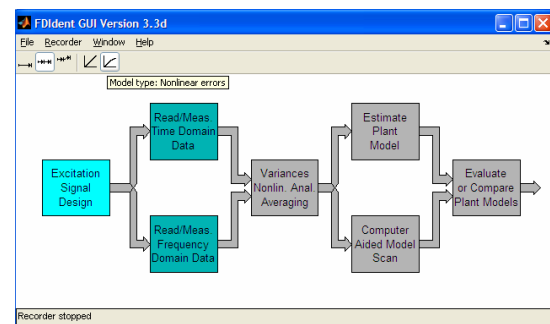 FDIdent GUI Version 3.3d
File Recorder Window Help
Model type: Nonlinear errors
Read/Meas.
Time Domain
Data
Estimate
Plant
Model
Excitation
Signal
Design
Variances
Nonlin. Anal.
Averaging
Evaluate
or Compare
Plant Models
Read/Meas.
Frequency
Domain Data
Computer
Aided Model
Scan
Recorder stopped